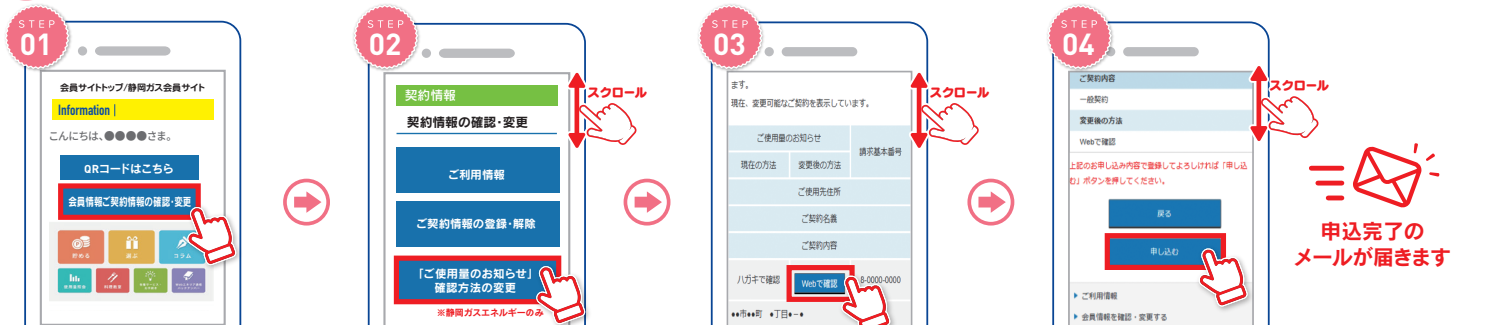 STEP
01
会員サイトトップ/静岡ガス会員サイト
Information |
こんにちは、●●●●さま。
QRコードはこちら
会員情報ご契約情報の確認・変更
貯める
選ぶ
コラム
STEP
02
契約情報
スクロール
契約情報の確認・変更
ご利用情報
ご契約情報の登録・解除
「ご使用量のお知らせ」
確認方法の変更
※静岡ガスエネルギーのみ
STEP
03
ます。
スクロール
現在、変更可能なご契約を表示しています。
ご使用量のお知らせ
請求基本番号
現在の方法
変更後の方法
ご使用先住所
ご契約名義
ご契約内容
ハガキで確認
Webで確認
8-0000-0000
●●市●●町 ●丁目●-●
STEP
04
ご契約内容
スクロール
一般契約
変更後の方法
Webで確認
上記のお申し込み内容で登録してよろしければ「申し込
む」ボタンを押してください。
戻る
申し込む
ご利用情報
会員情報を確認・変更する
申込完了の
メールが届きます